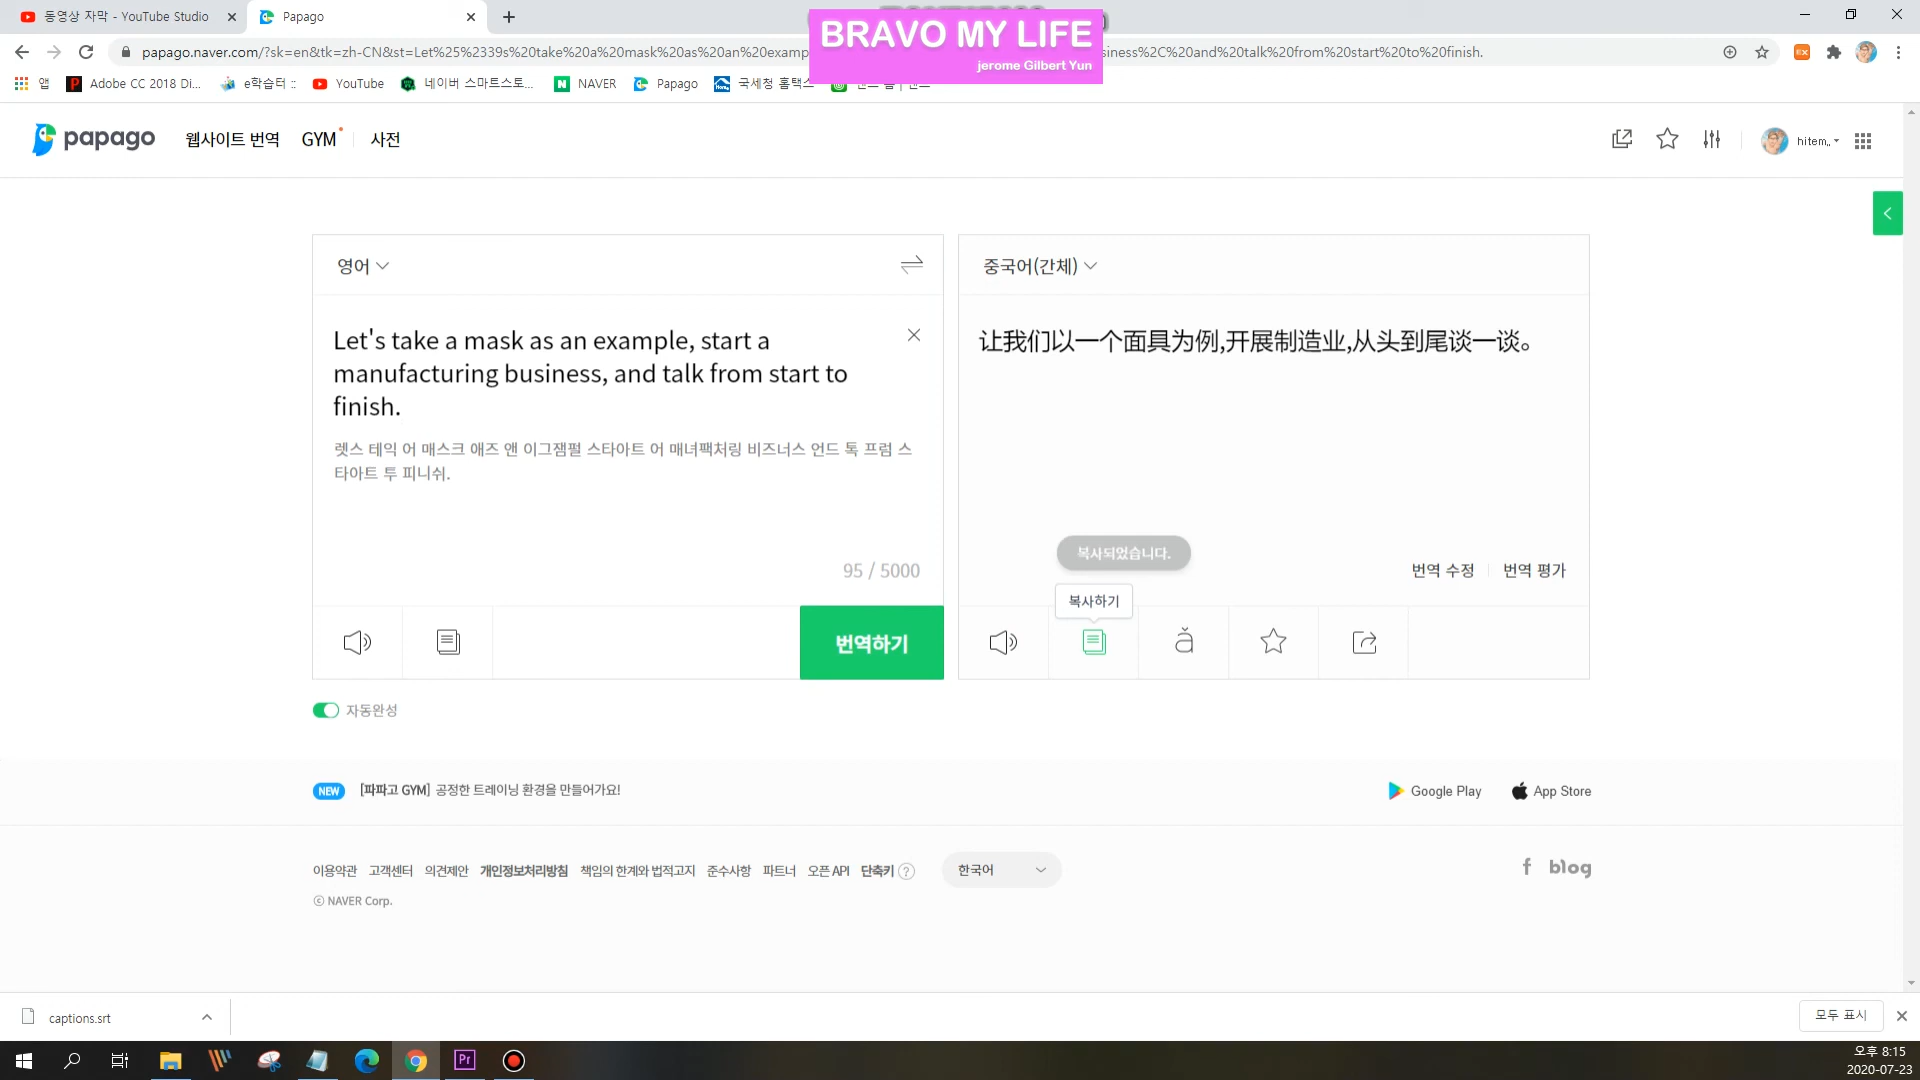 동영상 자막 - YouTube Studio
Papago
BRAVO MY LIFE
jerome Gilbert Yun
papago.naver.com/?sk=en&tk=zh-CN&st=Let%25%2339s%20take%20a%20mask%20as%20an%20examp
siness%2C%20and%20talk%20from%20start%20to%20finish.
앱
Adobe CC 2018 Di...
e학습터 ::
YouTube
네이버 스마트스토...
NAVER
Papago
국세청 홈택스
papago
웹사이트 번역
GYM
사전
hitem,,
영어
중국어(간체)
Let's take a mask as an example, start a
manufacturing business, and talk from start to
finish.
렛스 테익 어 매스크 애즈 앤 이그잼펄 스타아트 어 매녀팩처링 비즈너스 언드 톡 프럼 스
타아트 투 피니쉬.
95 / 5000
번역하기
让我们以一个面具为例,开展制造业,从头到尾谈一谈。
복사되었습니다.
복사하기
번역 수정
번역 평가
자동완성
NEW [파파고 GYM] 공정한 트레이닝 환경을 만들어가요!
Google Play
App Store
이용약관 고객센터 의견제안 개인정보처리방침 책임의 한계와 법적고지 준수사항 파트너 오픈 API 단축키 ?
한국어
f blog
ⓒ NAVER Corp.
captions.srt
모두 표시
Pr
오후 8:15
2020-07-23